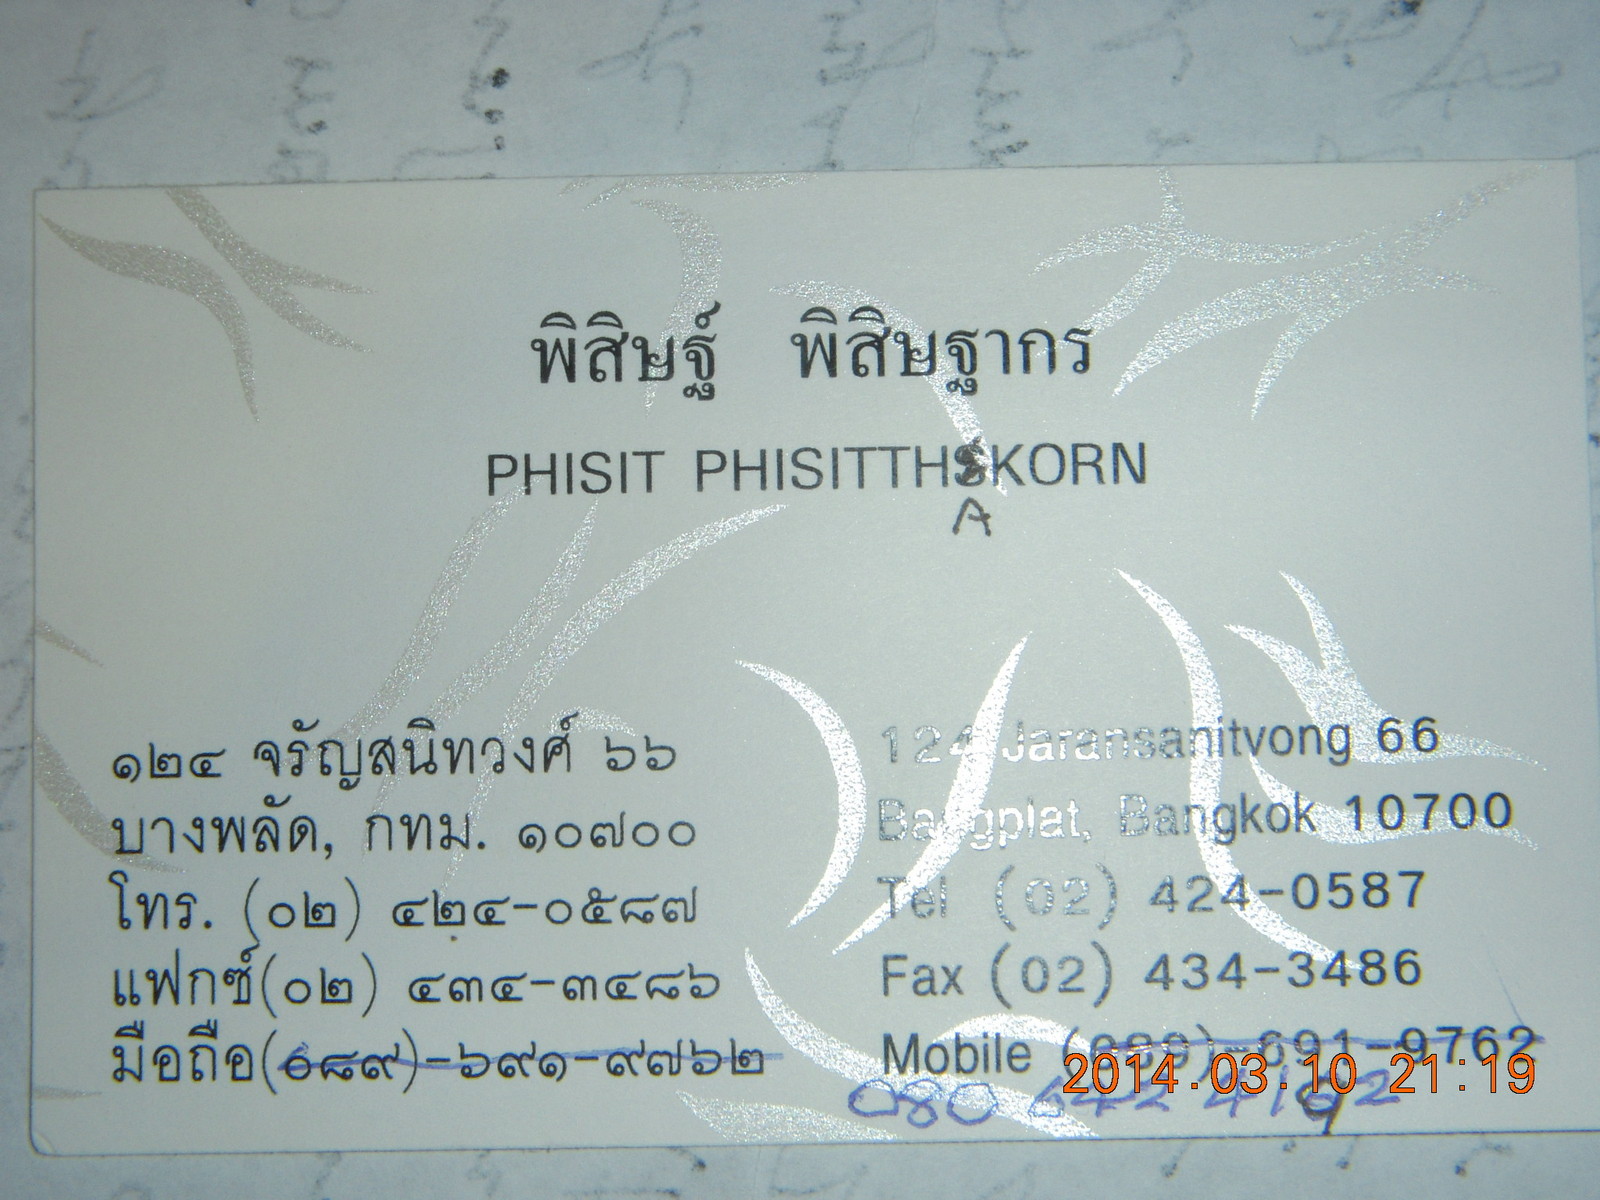 พิสิษฐ์ พิสิษฐากร
PHISIT PHISITTHSKORN
A
๑๒๔ จรัญสนิทวงศ์ ๖๖
บางพลัด, กทม. ๑๐๗๐๐
โทร. (๐๒) ๔๒๔-๐๕๘๗
แฟกซ์(๐๒) ๔๓๔-๓๔๘๖
มือถือ(๐๘๙)-๖๙๑-๙๗๖๒
124 Jaransanitvong 66
Bangplat, Bangkok 10700
Tel (02) 424-0587
Fax (02) 434-3486
Mobile (089)-691-9762
2014.03.10 21:19
080 642